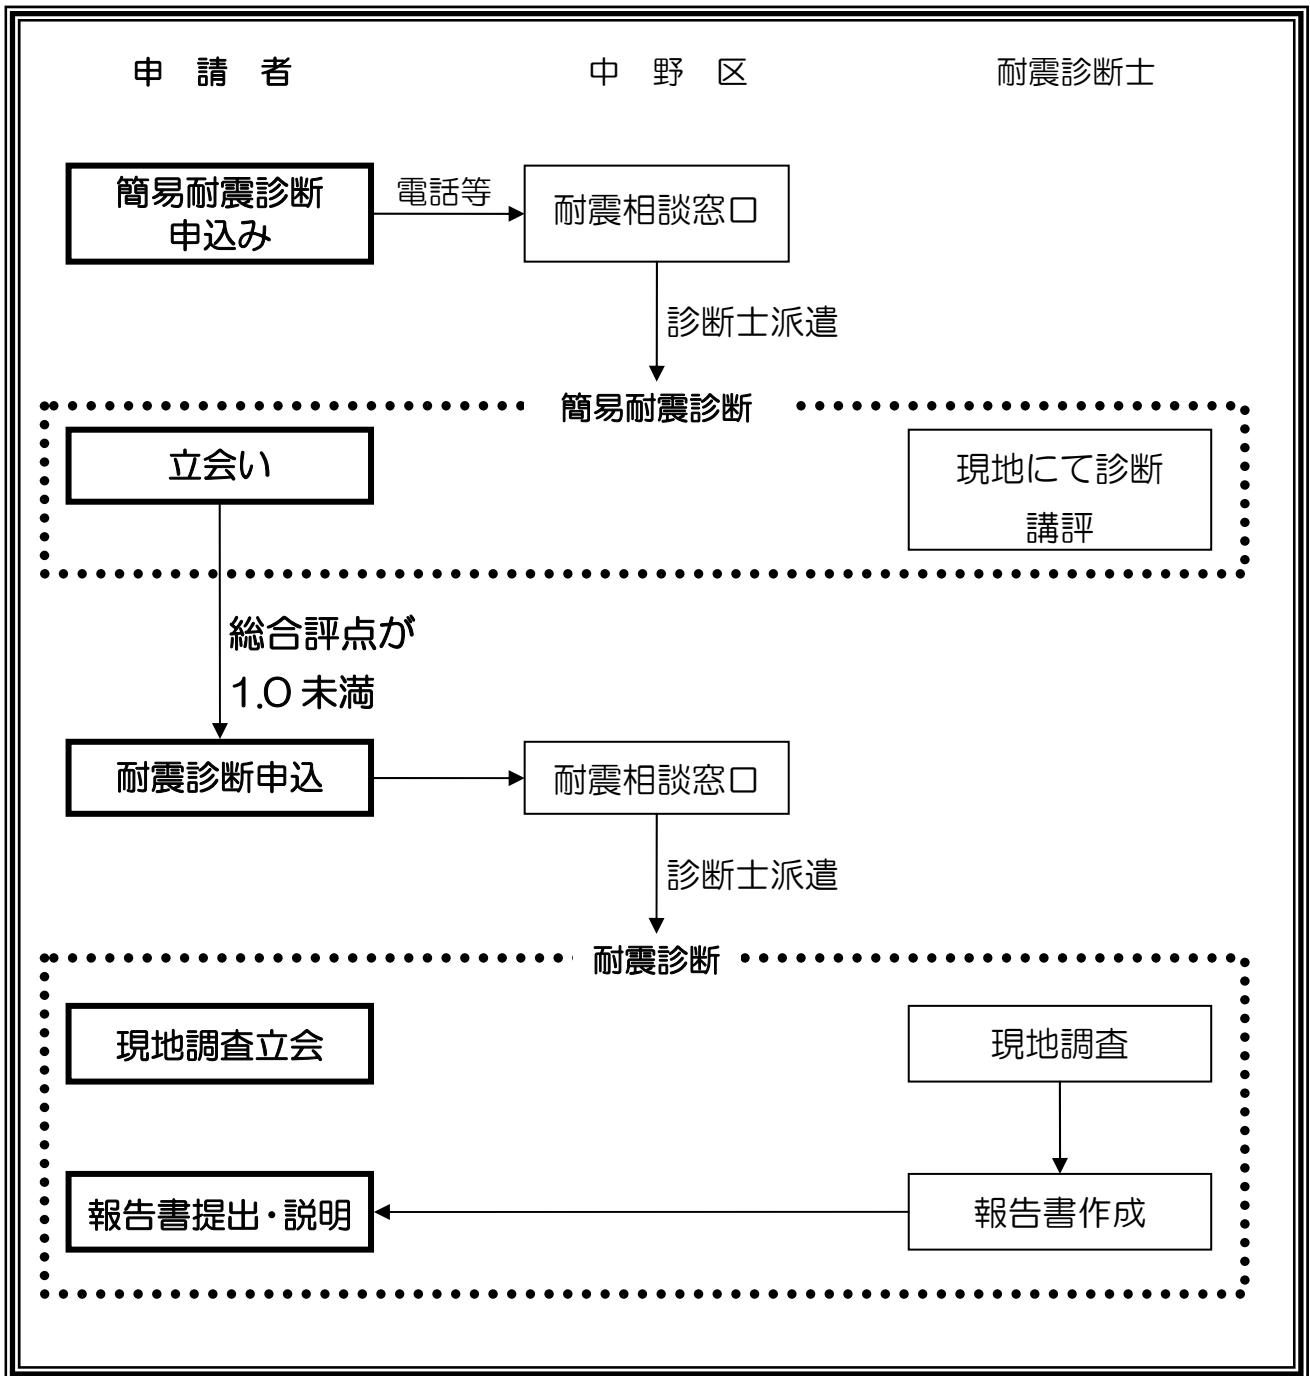 申 請 者
中 野 区
耐震診断士
簡易耐震診断
申込み
電話等
耐震相談窓口
診断士派遣
簡易耐震診断
立会い
現地にて診断
講評
総合評点が
1.0 未満
耐震診断申込
耐震相談窓口
診断士派遣
耐震診断
現地調査立会
現地調査
報告書提出・説明
報告書作成